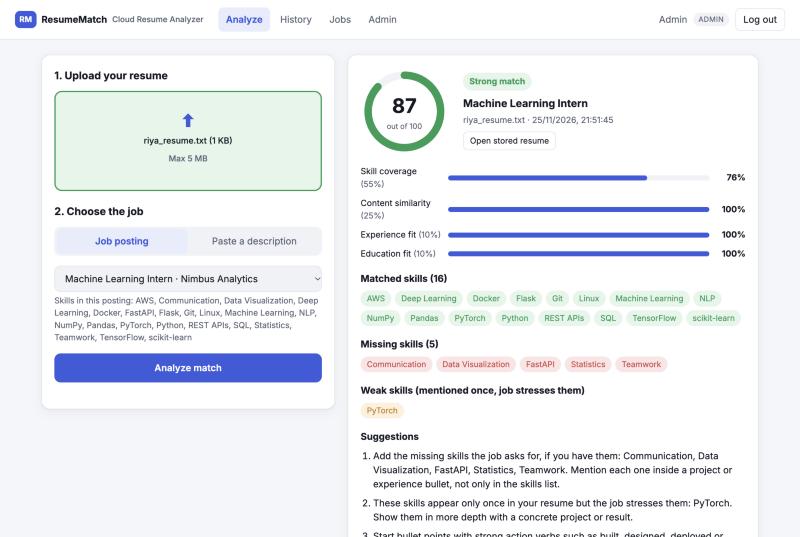 RM ResumeMatch Cloud Resume Analyzer Analyze History Jobs Admin Admin ADMIN Log out
1. Upload your resume
riya_resume.txt (1 KB)
Max 5 MB
2. Choose the job
Job posting Paste a description
Machine Learning Intern · Nimbus Analytics
Skills in this posting: AWS, Communication, Data Visualization, Deep
Learning, Docker, FastAPI, Flask, Git, Linux, Machine Learning, NLP,
NumPy, Pandas, PyTorch, Python, REST APIs, SQL, Statistics,
Teamwork, TensorFlow, scikit-learn
Analyze match
87
out of 100
Strong match
Machine Learning Intern
riya_resume.txt · 25/11/2026, 21:51:45
Open stored resume
Skill coverage
(55%)
76%
Content similarity
(25%)
100%
Experience fit (10%) 100%
Education fit (10%) 100%
Matched skills (16)
AWS Deep Learning Docker Flask Git Linux Machine Learning NLP
NumPy Pandas PyTorch Python REST APIs SQL TensorFlow scikit-learn
Missing skills (5)
Communication Data Visualization FastAPI Statistics Teamwork
Weak skills (mentioned once, job stresses them)
PyTorch
Suggestions
1. Add the missing skills the job asks for, if you have them: Communication, Data
Visualization, FastAPI, Statistics, Teamwork. Mention each one inside a project or
experience bullet, not only in the skills list.
2. These skills appear only once in your resume but the job stresses them: PyTorch.
Show them in more depth with a concrete project or result.
3. Start bullet points with strong action verbs such as built, designed, deployed or